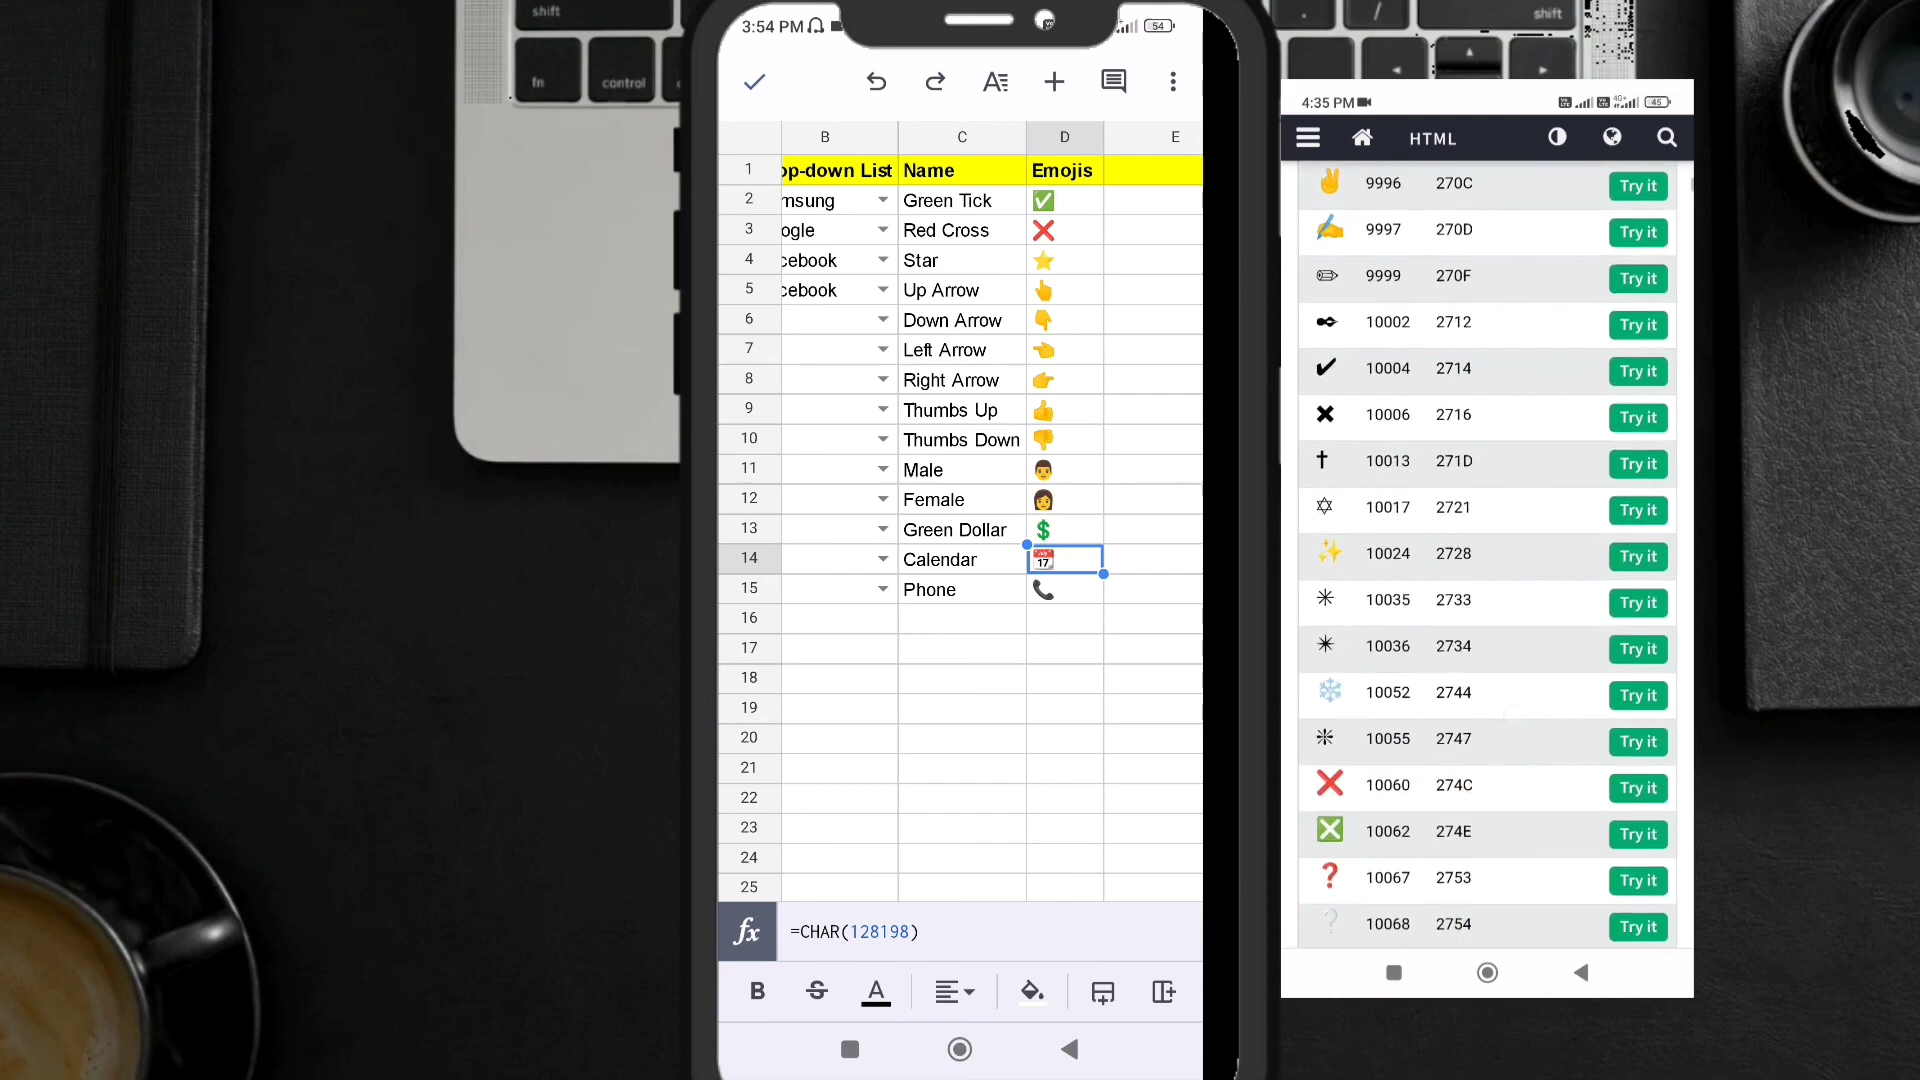 shift
fn
control
/
shift
3:54 PM
54
B
C
D
E
1
op-down List
Name
Emojis
2
msung
Green Tick
✅
3
ogle
Red Cross
❌
4
cebook
Star
⭐
5
cebook
Up Arrow
👆
6
Down Arrow
👇
7
Left Arrow
👈
8
Right Arrow
👉
9
Thumbs Up
👍
10
Thumbs Down
👎
11
Male
👨
12
Female
👩
13
Green Dollar
💲
14
Calendar
📆
15
Phone
📞
16
17
18
19
20
21
22
23
24
25
fx
=CHAR(128198)
B
S
A
4:35 PM
4G+
45
HTML
✌ 9996 270C Try it
✍ 9997 270D Try it
✏ 9999 270F Try it
✒ 10002 2712 Try it
✔ 10004 2714 Try it
✖ 10006 2716 Try it
✝ 10013 271D Try it
✡ 10017 2721 Try it
✨ 10024 2728 Try it
✳ 10035 2733 Try it
✴ 10036 2734 Try it
❄ 10052 2744 Try it
❇ 10055 2747 Try it
❌ 10060 274C Try it
❎ 10062 274E Try it
❓ 10067 2753 Try it
❔ 10068 2754 Try it